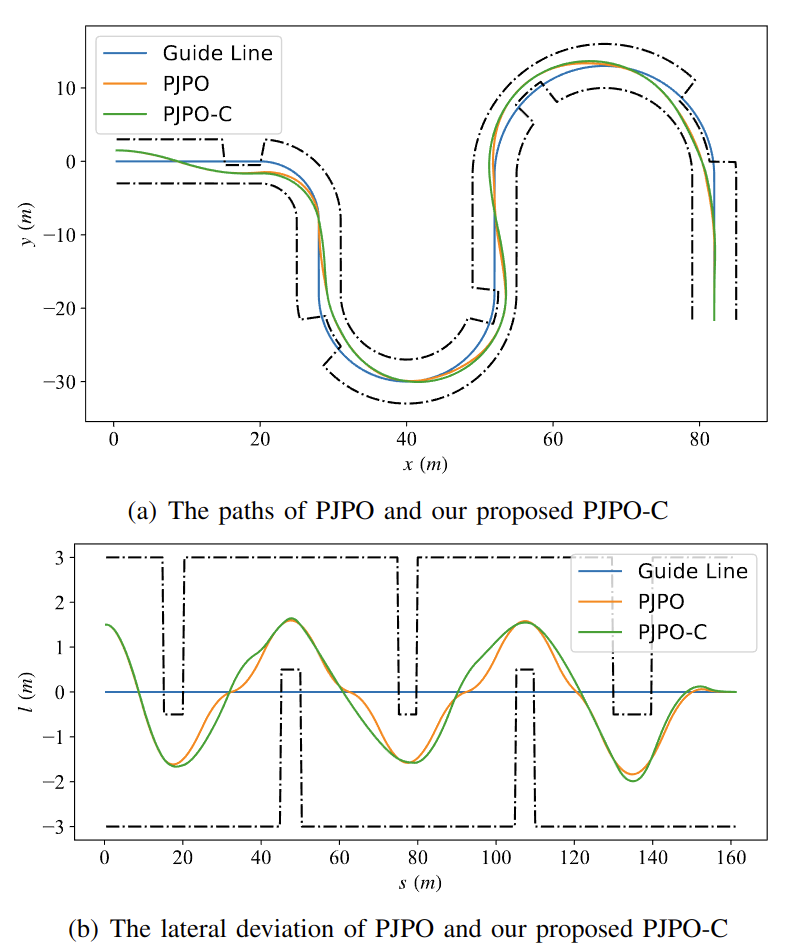 Guide Line
PJPO
PJPO-C
10
0
−10
−20
−30
y (m)
0 20 40 60 80
x (m)
(a) The paths of PJPO and our proposed PJPO-C
3
2
1
0
−1
−2
−3
l (m)
Guide Line
PJPO
PJPO-C
0 20 40 60 80 100 120 140 160
s (m)
(b) The lateral deviation of PJPO and our proposed PJPO-C